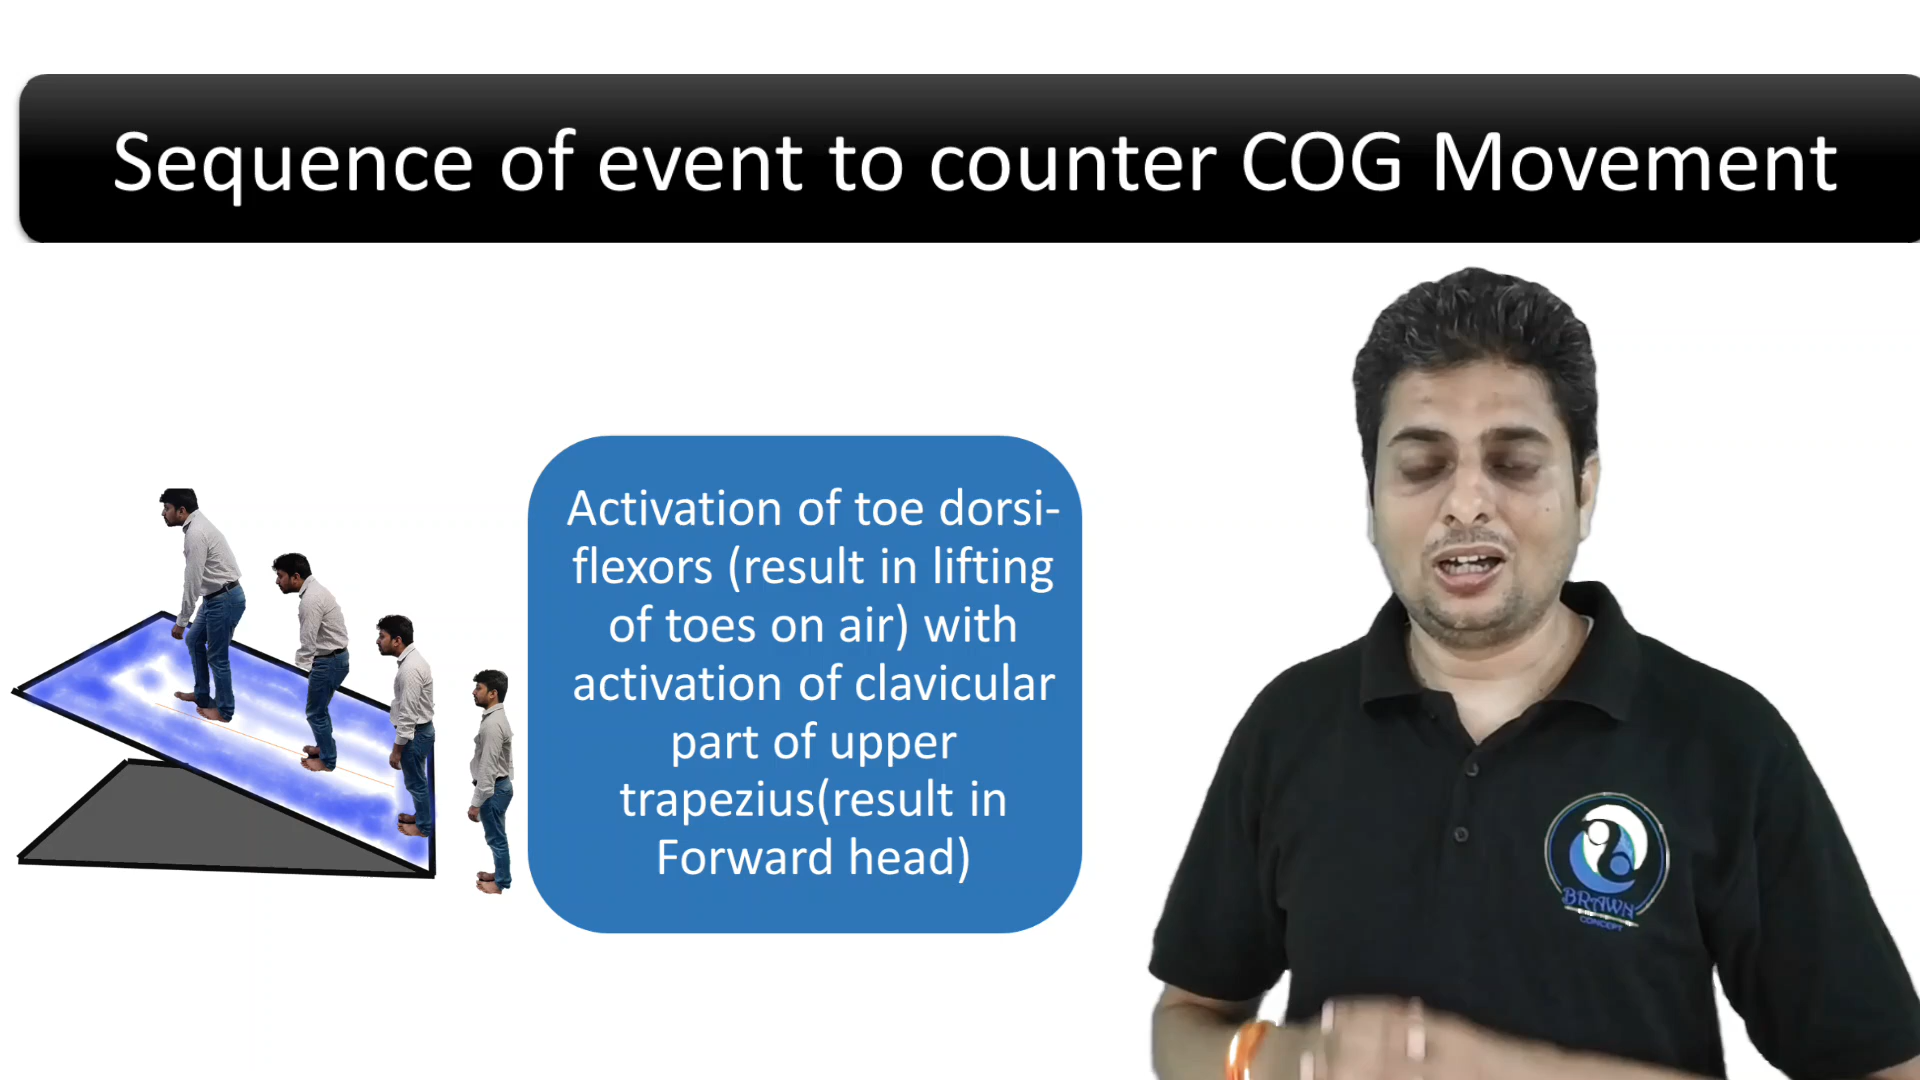 Sequence of event to counter COG Movement
Activation of toe dorsi-
flexors (result in lifting
of toes on air) with
activation of clavicular
part of upper
trapezius(result in
Forward head)
BRAWN
CONCEPT